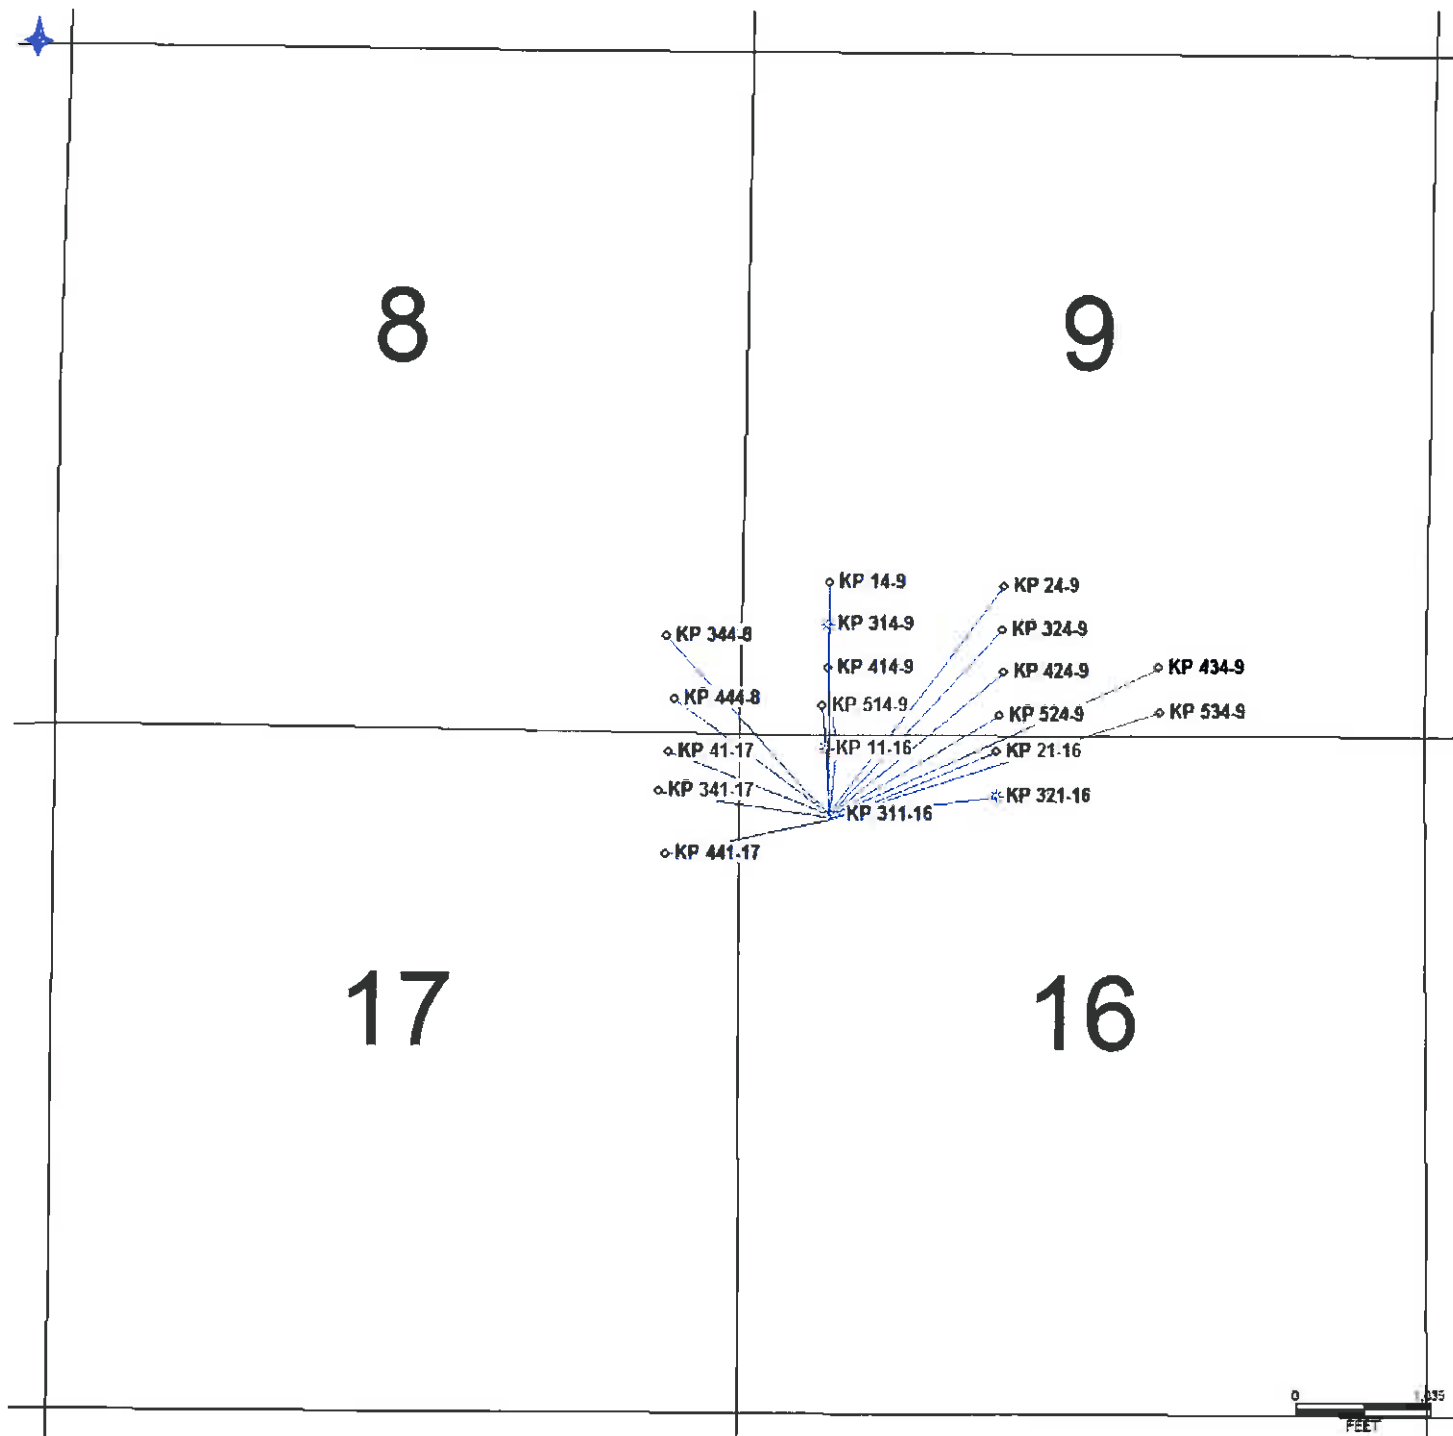 8
9
KP 14-9
KP 24-9
KP 314-9
KP 324-9
KP 344-8
KP 414-9
KP 424-9
KP 434-9
KP 444-8
KP 514-9
KP 524-9
KP 534-9
KP 41-17
KP 11-16
KP 21-16
KP 341-17
KP 321-16
KP 311-16
KP 441-17
17
16
0
FEET